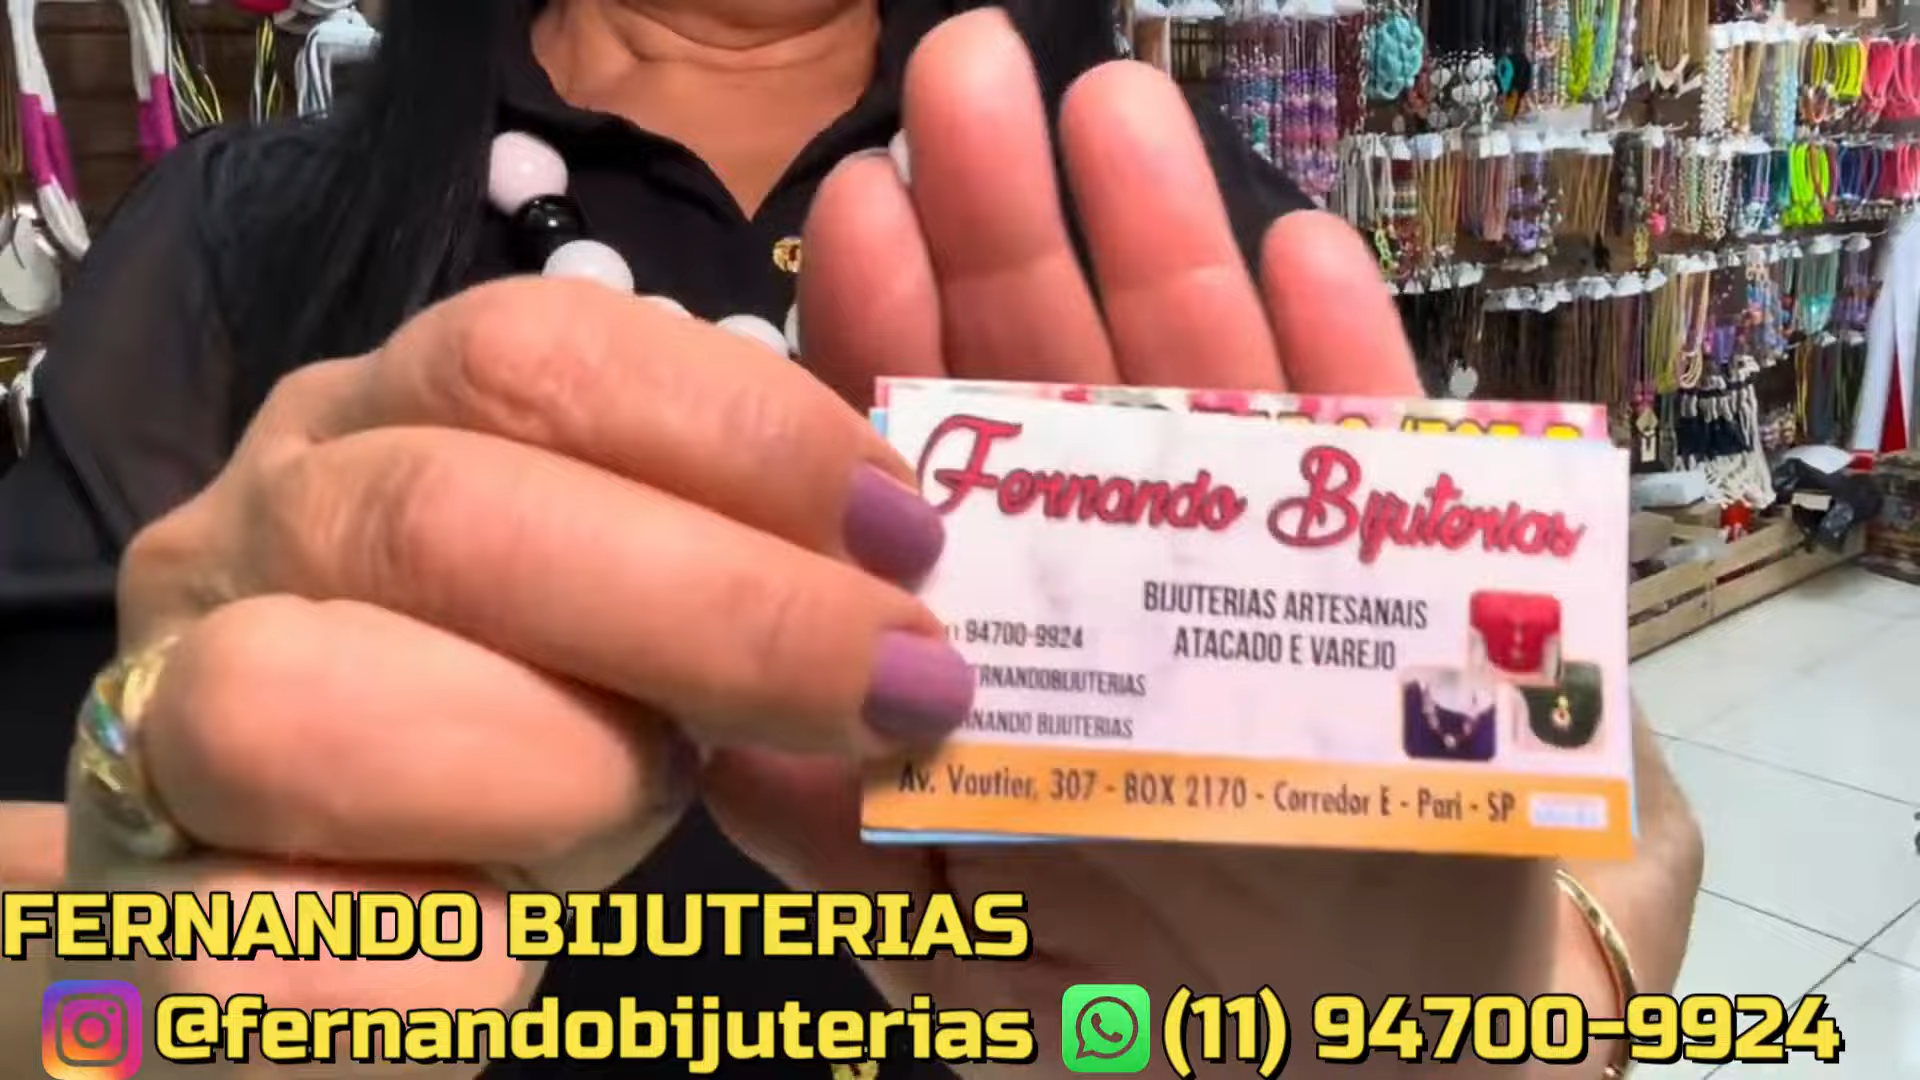 Fernando Bijuterias
BIJUTERIAS ARTESANAIS
ATACADO E VAREJO
94700-9924
RNANDOBIJUTERIAS
RNANDO BIJUTERIAS
Av. Vautier, 307 - BOX 2170 - Corredor E - Pari - SP
FERNANDO BIJUTERIAS
@fernandobijuterias (11) 94700-9924